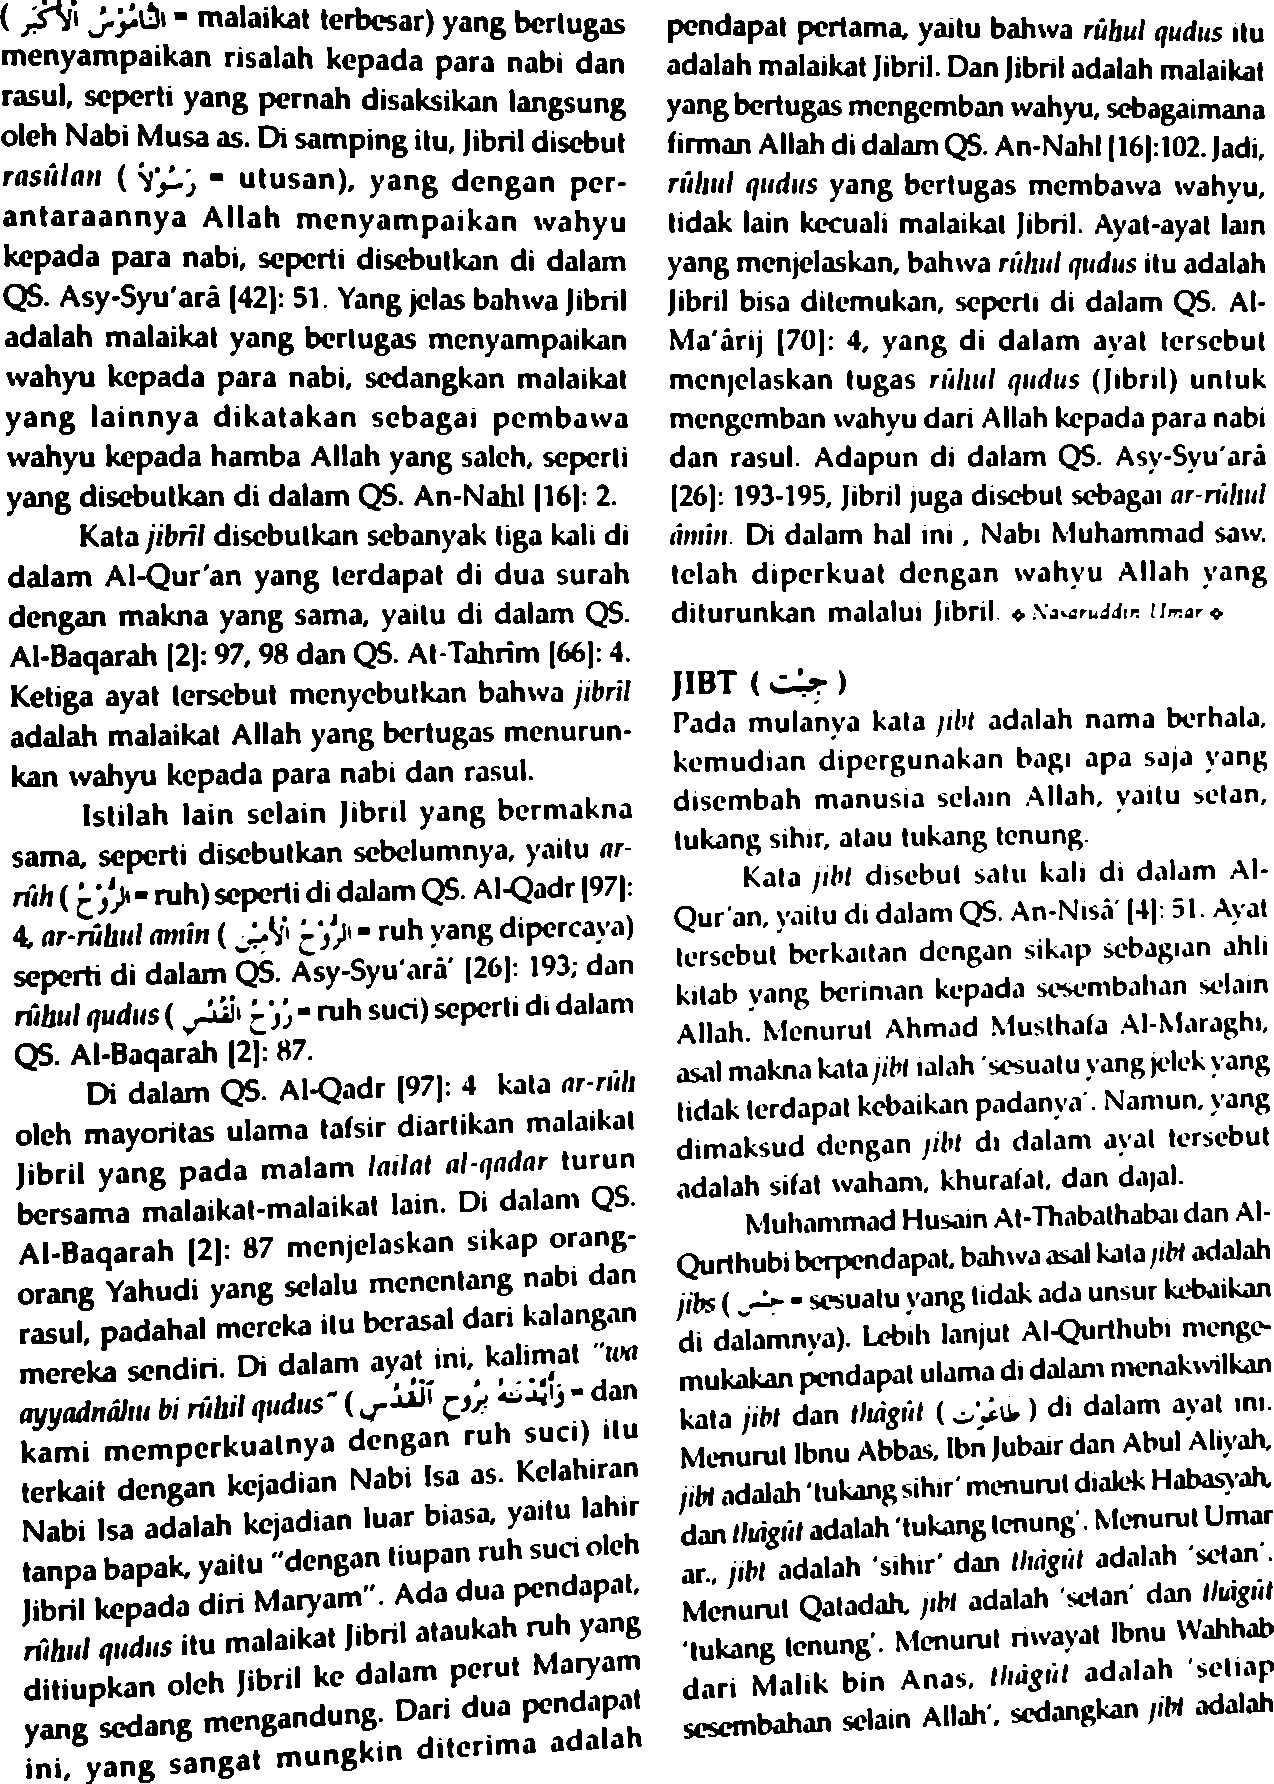 ( النَّامُوْسُ الْأَكْبَرُ = malaikat terbesar) yang bertugas
menyampaikan risalah kepada para nabi dan
rasul, seperti yang pernah disaksikan langsung
oleh Nabi Musa as. Di samping itu, Jibril disebut
rasûlan ( رَسُوْلًا = utusan), yang dengan per-
antaraannya Allah menyampaikan wahyu
kepada para nabi, seperti disebutkan di dalam
QS. Asy-Syu'arâ [42]: 51. Yang jelas bahwa Jibril
adalah malaikat yang bertugas menyampaikan
wahyu kepada para nabi, sedangkan malaikat
yang lainnya dikatakan sebagai pembawa
wahyu kepada hamba Allah yang saleh, seperti
yang disebutkan di dalam QS. An-Nahl [16]: 2.
Kata jibrîl disebutkan sebanyak tiga kali di
dalam Al-Qur'an yang terdapat di dua surah
dengan makna yang sama, yaitu di dalam QS.
Al-Baqarah [2]: 97, 98 dan QS. At-Tahrîm [66]: 4.
Ketiga ayat tersebut menyebutkan bahwa jibrîl
adalah malaikat Allah yang bertugas menurun-
kan wahyu kepada para nabi dan rasul.
Istilah lain selain Jibril yang bermakna
sama, seperti disebutkan sebelumnya, yaitu ar-
rûh ( الرُّوْحُ = ruh) seperti di dalam QS. Al-Qadr [97]:
4, ar-rûhul amîn ( الرُّوْحُ الْأَمِيْنُ = ruh yang dipercaya)
seperti di dalam QS. Asy-Syu'arâ' [26]: 193; dan
rûhul qudus ( رُوْحُ الْقُدُسِ = ruh suci) seperti di dalam
QS. Al-Baqarah [2]: 87.
Di dalam QS. Al-Qadr [97]: 4 kata ar-rûh
oleh mayoritas ulama tafsir diartikan malaikat
Jibril yang pada malam lailat al-qadar turun
bersama malaikat-malaikat lain. Di dalam QS.
Al-Baqarah [2]: 87 menjelaskan sikap orang-
orang Yahudi yang selalu menentang nabi dan
rasul, padahal mereka itu berasal dari kalangan
mereka sendiri. Di dalam ayat ini, kalimat "wa
ayyadnâhu bi rûhil qudus" ( وَأَيَّدْنَٰهُ بِرُوحِ ٱلْقُدُسِ = dan
kami memperkuatnya dengan ruh suci) itu
terkait dengan kejadian Nabi Isa as. Kelahiran
Nabi Isa adalah kejadian luar biasa, yaitu lahir
tanpa bapak, yaitu "dengan tiupan ruh suci oleh
Jibril kepada diri Maryam". Ada dua pendapat,
rûhul qudus itu malaikat Jibril ataukah ruh yang
ditiupkan oleh Jibril ke dalam perut Maryam
yang sedang mengandung. Dari dua pendapat
ini, yang sangat mungkin diterima adalah
pendapat pertama, yaitu bahwa rûhul qudus itu
adalah malaikat Jibril. Dan Jibril adalah malaikat
yang bertugas mengemban wahyu, sebagaimana
firman Allah di dalam QS. An-Nahl [16]:102. Jadi,
rûhul qudus yang bertugas membawa wahyu,
tidak lain kecuali malaikat Jibril. Ayat-ayat lain
yang menjelaskan, bahwa rûhul qudus itu adalah
Jibril bisa ditemukan, seperti di dalam QS. Al-
Ma'ârij [70]: 4, yang di dalam ayat tersebut
menjelaskan tugas rûhul qudus (Jibril) untuk
mengemban wahyu dari Allah kepada para nabi
dan rasul. Adapun di dalam QS. Asy-Syu'arâ
[26]: 193-195, Jibril juga disebut sebagai ar-rûhul
âmîn. Di dalam hal ini , Nabi Muhammad saw.
telah diperkuat dengan wahyu Allah yang
diturunkan malalui Jibril. ❖ Nasaruddin Umar ❖
JIBT ( جِبْت )
Pada mulanya kata jibt adalah nama berhala,
kemudian dipergunakan bagi apa saja yang
disembah manusia selain Allah, yaitu setan,
tukang sihir, atau tukang tenung.
Kata jibt disebut satu kali di dalam Al-
Qur'an, yaitu di dalam QS. An-Nisâ' [4]: 51. Ayat
tersebut berkaitan dengan sikap sebagian ahli
kitab yang beriman kepada sesembahan selain
Allah. Menurut Ahmad Musthafa Al-Maraghi,
asal makna kata jibt ialah 'sesuatu yang jelek yang
tidak terdapat kebaikan padanya'. Namun, yang
dimaksud dengan jibt di dalam ayat tersebut
adalah sifat waham, khurafat, dan dajal.
Muhammad Husain At-Thabathabai dan Al-
Qurthubi berpendapat, bahwa asal kata jibt adalah
jibs ( جِبْس = sesuatu yang tidak ada unsur kebaikan
di dalamnya). Lebih lanjut Al-Qurthubi menge-
mukakan pendapat ulama di dalam menakwilkan
kata jibt dan thâgût ( طَاغُوْت ) di dalam ayat ini.
Menurut Ibnu Abbas, Ibn Jubair dan Abul Aliyah,
jibt adalah 'tukang sihir' menurut dialek Habasyah,
dan thâgût adalah 'tukang tenung'. Menurut Umar
ar., jibt adalah 'sihir' dan thâgût adalah 'setan'.
Menurut Qatadah, jibt adalah 'setan' dan thâgût
'tukang tenung'. Menurut riwayat Ibnu Wahhab
dari Malik bin Anas, thâgût adalah 'setiap
sesembahan selain Allah', sedangkan jibt adalah